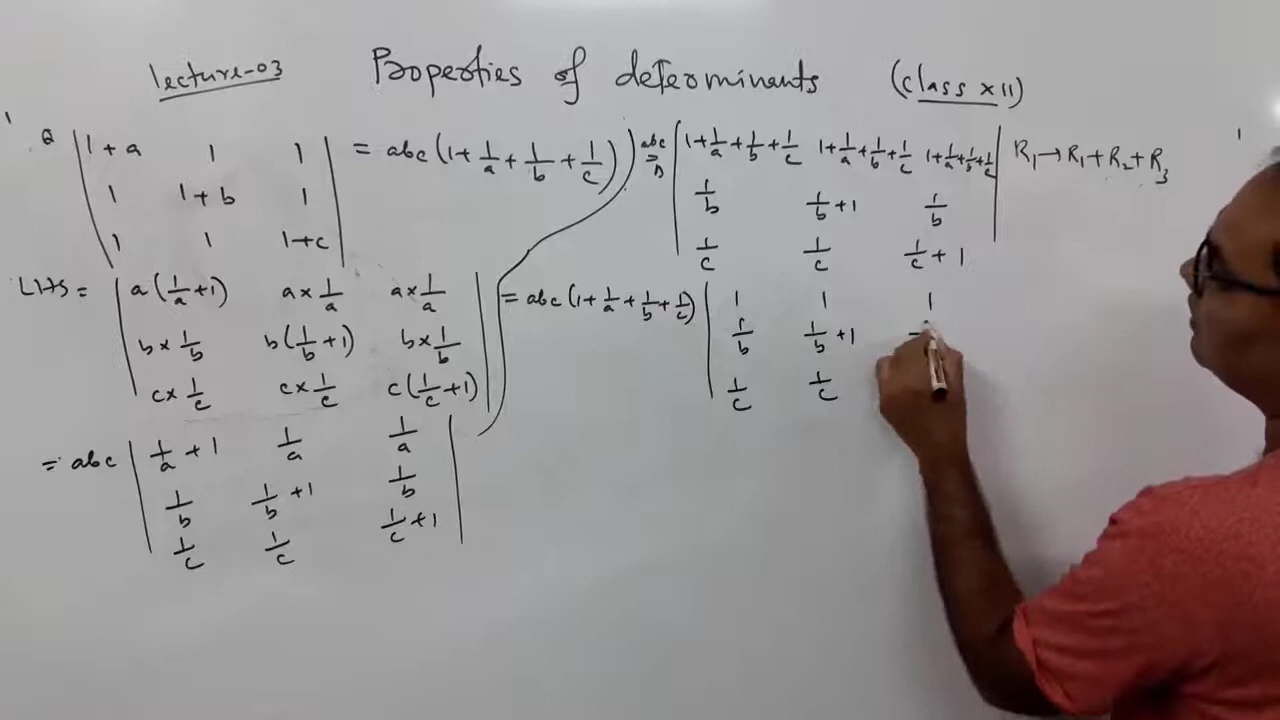 lecture-03 Properties of determinants (class XII)
Q | 1+a 1 1 | = abc(1+1/a+1/b+1/c)
| 1 1+b 1 |
| 1 1 1+c |
LHS = | a(1/a+1) a×1/a a×1/a |
| b×1/b b(1/b+1) b×1/b |
| c×1/c c×1/c c(1/c+1) |
= abc | 1/a+1 1/a 1/a |
| 1/b 1/b+1 1/b |
| 1/c 1/c 1/c+1 |
abc | 1+1/a+1/b+1/c 1+1/a+1/b+1/c 1+1/a+1/b+1/c | R₁→R₁+R₂+R₃
| 1/b 1/b+1 1/b |
| 1/c 1/c 1/c+1 |
= abc(1+1/a+1/b+1/c) | 1 1 1
| 1/b 1/b+1
| 1/c 1/c